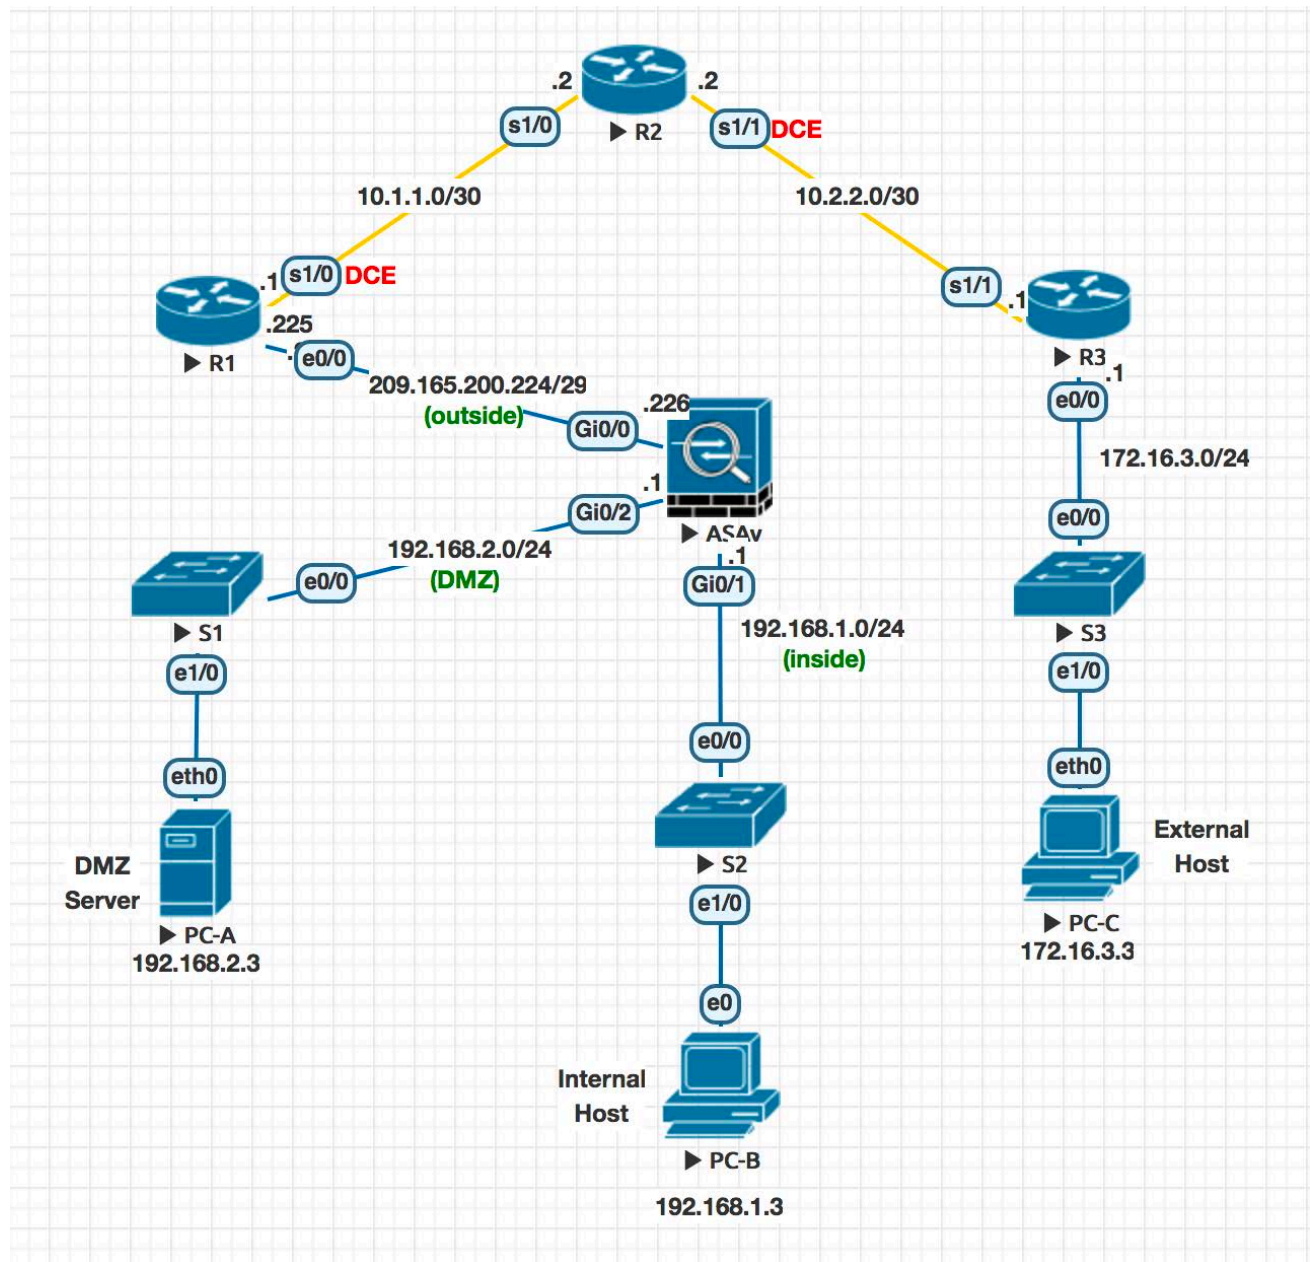 .2
.2
s1/0
s1/1
DCE
R2
10.1.1.0/30
10.2.2.0/30
.1
s1/0
DCE
s1/1
.1
.225
R1
e0/0
R3
.1
209.165.200.224/29
(outside)
.226
Gi0/0
e0/0
172.16.3.0/24
.1
Gi0/2
e0/0
ASAv
192.168.2.0/24
(DMZ)
.1
Gi0/1
e0/0
192.168.1.0/24
(inside)
S1
S3
e1/0
e1/0
e0/0
eth0
eth0
S2
External
Host
DMZ
Server
e1/0
PC-A
192.168.2.3
PC-C
172.16.3.3
e0
Internal
Host
PC-B
192.168.1.3